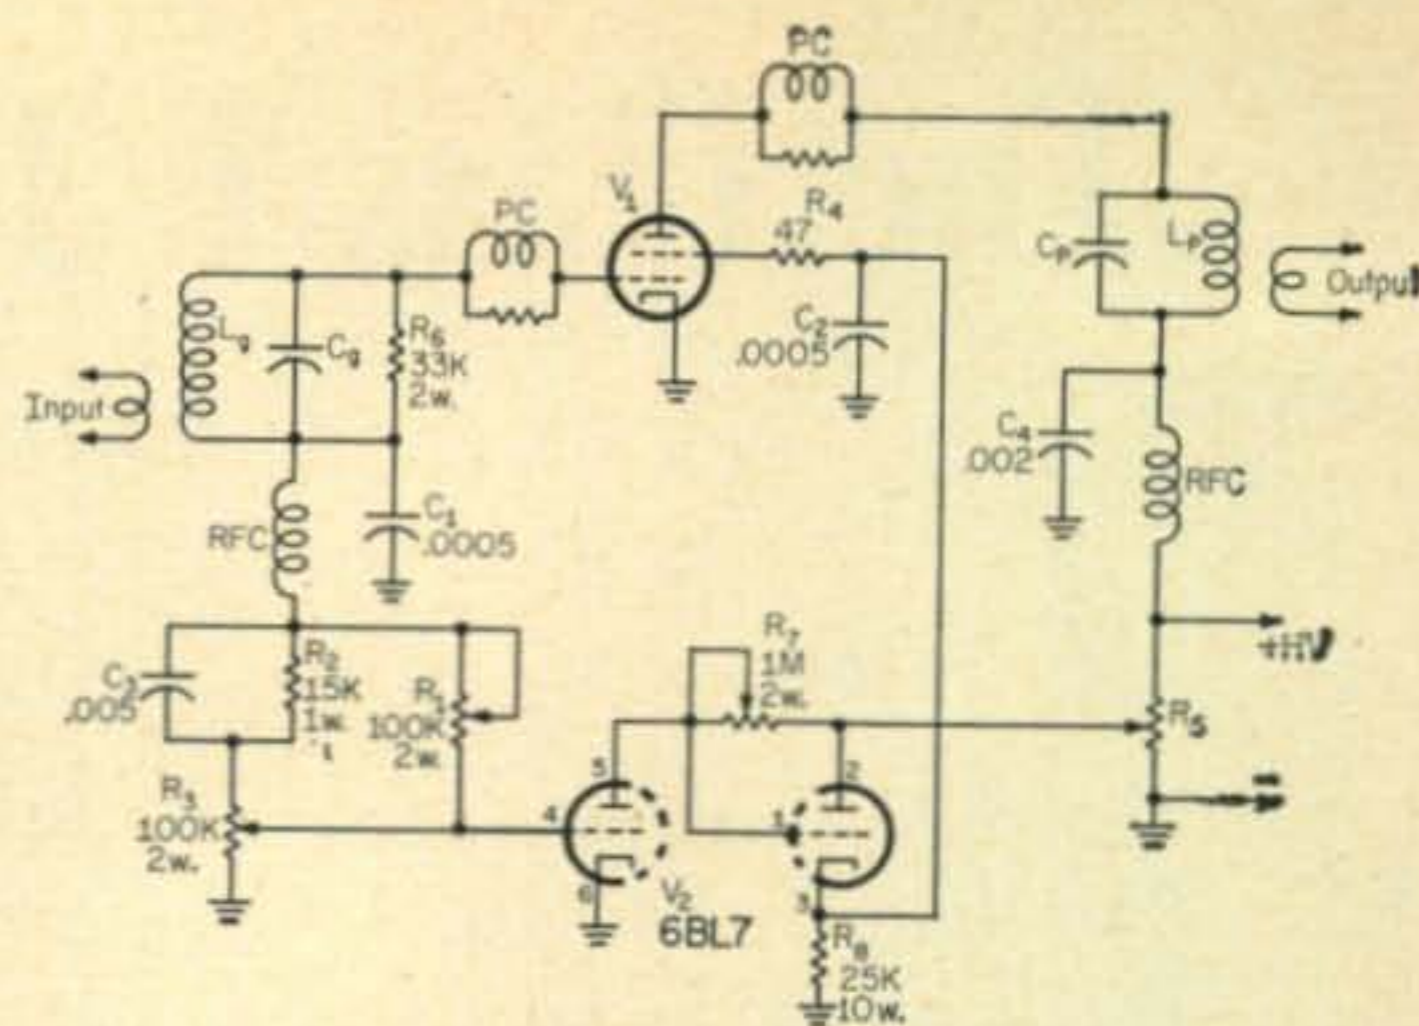 PC
V1
R4
47
PC
C2
.0005
Cp
Lp
Output
Lg
Cg
R6
33K
2w.
Input
C4
.002
RFC
RFC
C1
.0005
+HV
C3
.005
R2
15K
1w.
R1
100K
2w.
R7
1M
2w.
R5
R3
100K
2w.
5
2
4
1
6
3
V2
6BL7
R8
25K
10w.